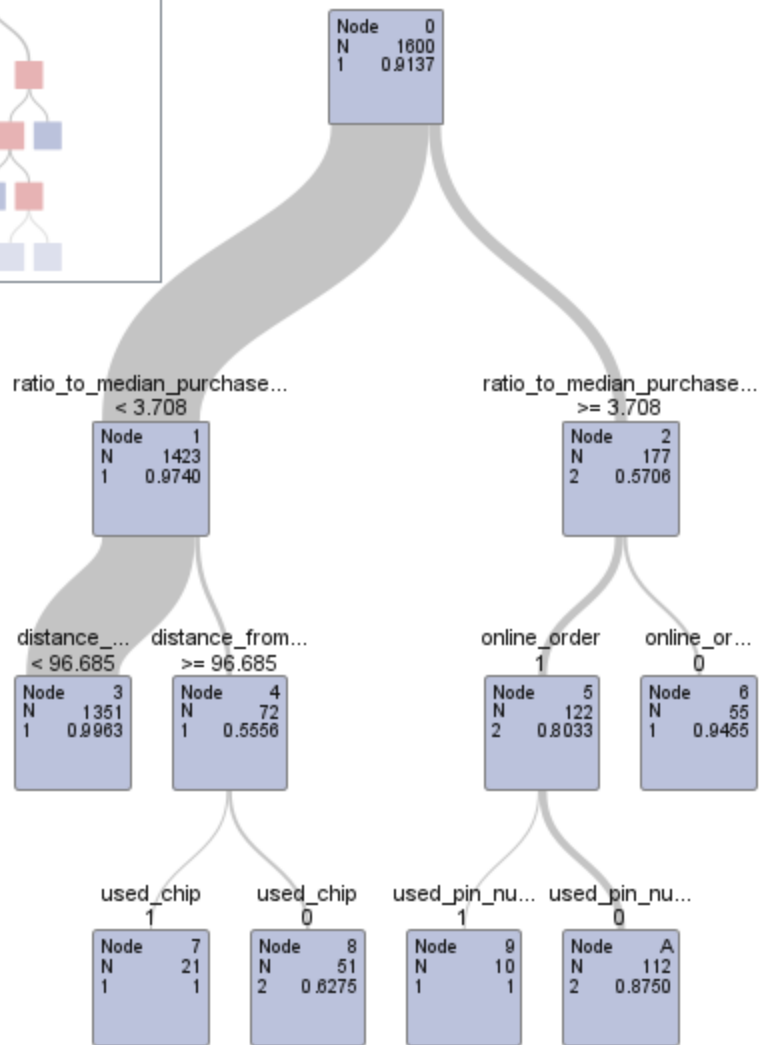 Node 0
N 1600
1 0.9137
ratio_to_median_purchase...
< 3.708
ratio_to_median_purchase...
>= 3.708
Node 1
N 1423
1 0.9740
Node 2
N 177
2 0.5706
distance_...
< 96.685
distance_from...
>= 96.685
online_order
1
online_or...
0
Node 3
N 1351
1 0.9963
Node 4
N 72
1 0.5556
Node 5
N 122
2 0.8033
Node 6
N 55
1 0.9455
used_chip
1
used_chip
0
used_pin_nu...
1
used_pin_nu...
0
Node 7
N 21
1 1
Node 8
N 51
2 0.6275
Node 9
N 10
1 1
Node A
N 112
2 0.8750